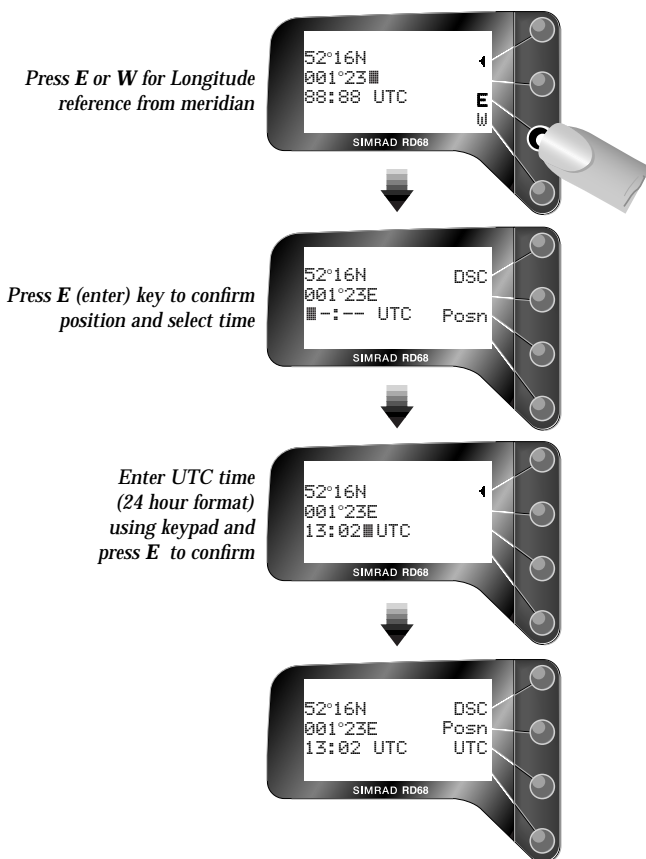 Press E or W for Longitude
reference from meridian
52°16N
001°23
88:88 UTC
E
W
SIMRAD RD68
Press E (enter) key to confirm
position and select time
52°16N DSC
001°23E
-:-- UTC Posn
SIMRAD RD68
Enter UTC time
(24 hour format)
using keypad and
press E to confirm
52°16N
001°23E
13:02 UTC
SIMRAD RD68
52°16N DSC
001°23E Posn
13:02 UTC UTC
SIMRAD RD68